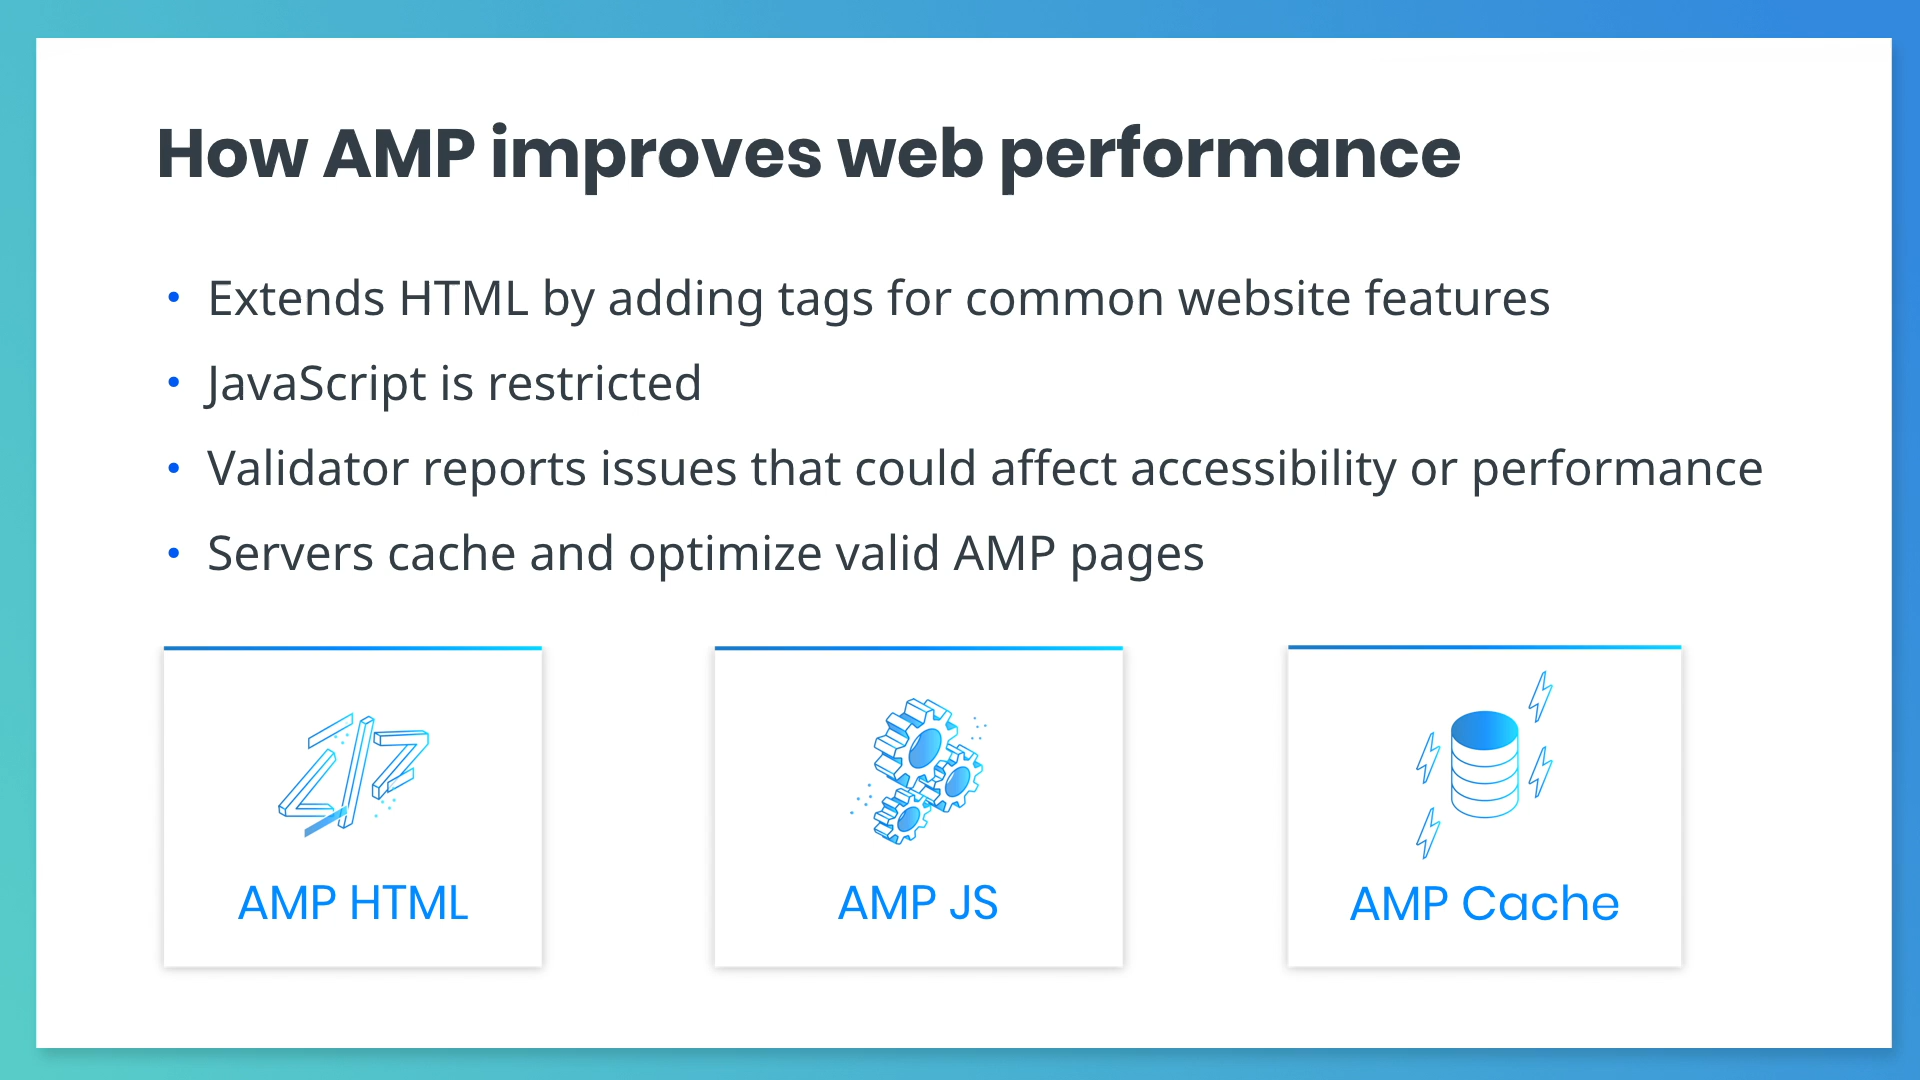 How AMP improves web performance
• Extends HTML by adding tags for common website features
• JavaScript is restricted
• Validator reports issues that could affect accessibility or performance
• Servers cache and optimize valid AMP pages
AMP HTML
AMP JS
AMP Cache